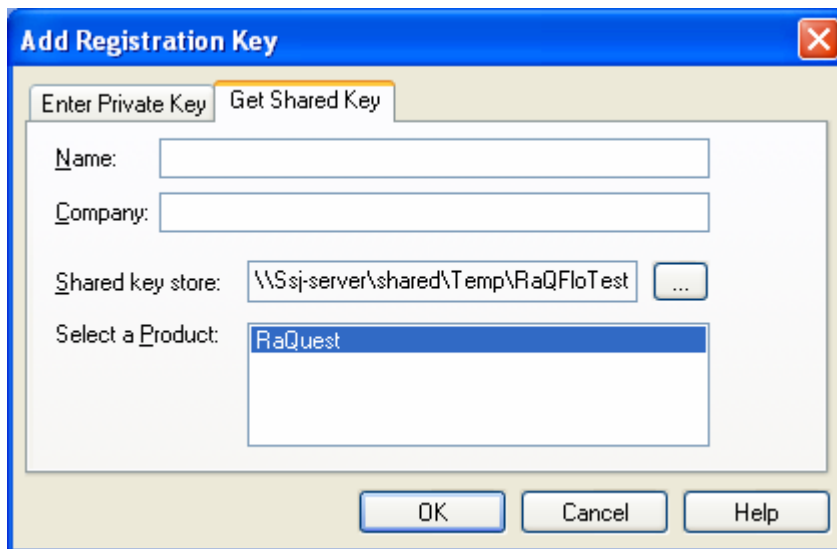 Add Registration Key
Enter Private Key Get Shared Key
Name:
Company:
Shared key store: \\Ssj-server\shared\Temp\RaQFloTest ...
Select a Product: RaQuest
OK Cancel Help